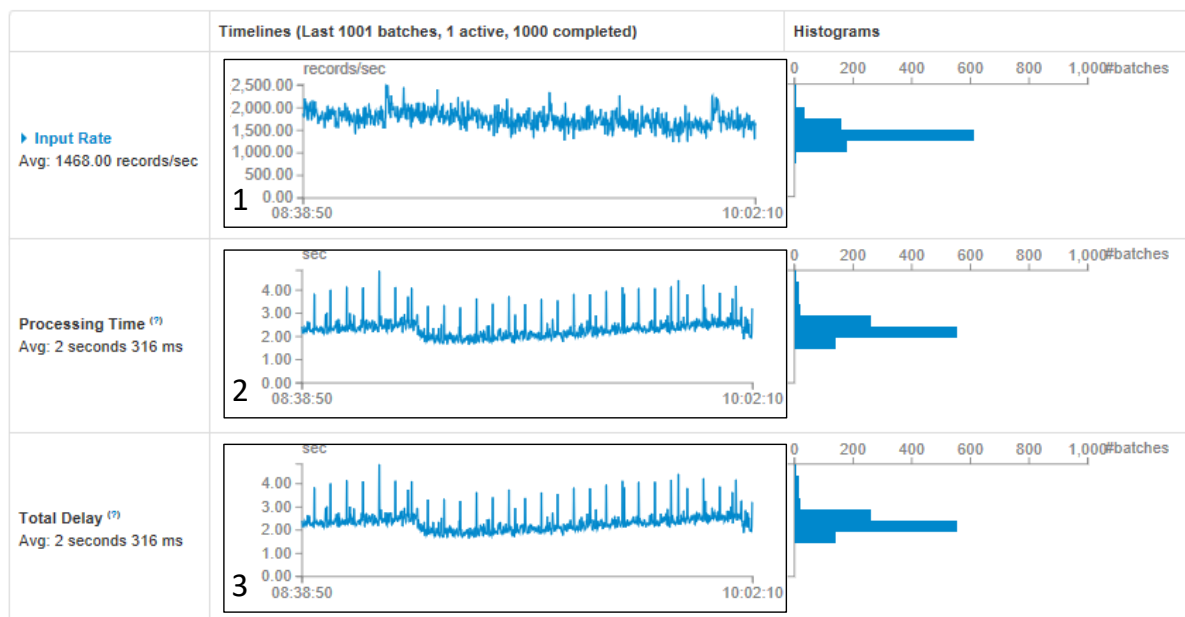 Timelines (Last 1001 batches, 1 active, 1000 completed)
Histograms
Input Rate
Avg: 1468.00 records/sec
records/sec
2,500.00
2,000.00
1,500.00
1,000.00
500.00
0.00
08:38:50 10:02:10
1
0 200 400 600 800 1,000 #batches
Processing Time (?)
Avg: 2 seconds 316 ms
sec
4.00
3.00
2.00
1.00
0.00
08:38:50 10:02:10
2
0 200 400 600 800 1,000 #batches
Total Delay (?)
Avg: 2 seconds 316 ms
sec
4.00
3.00
2.00
1.00
0.00
08:38:50 10:02:10
3
0 200 400 600 800 1,000 #batches